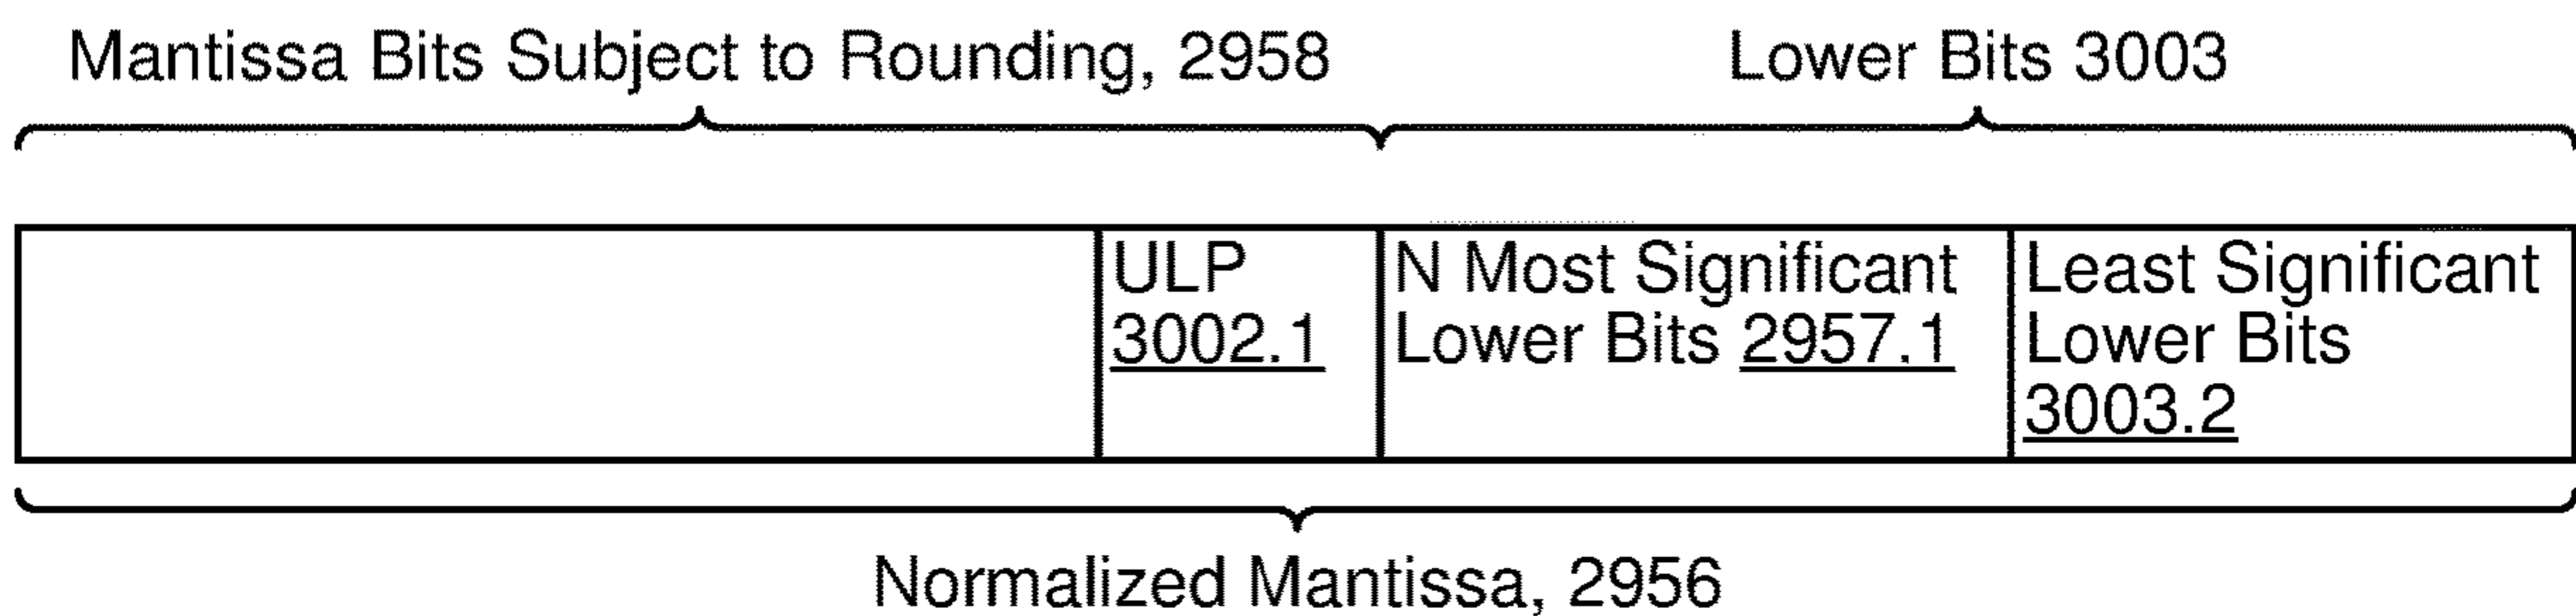 Mantissa Bits Subject to Rounding, 2958
Lower Bits 3003
ULP
3002.1
N Most Significant
Lower Bits 2957.1
Least Significant
Lower Bits
3003.2
Normalized Mantissa, 2956